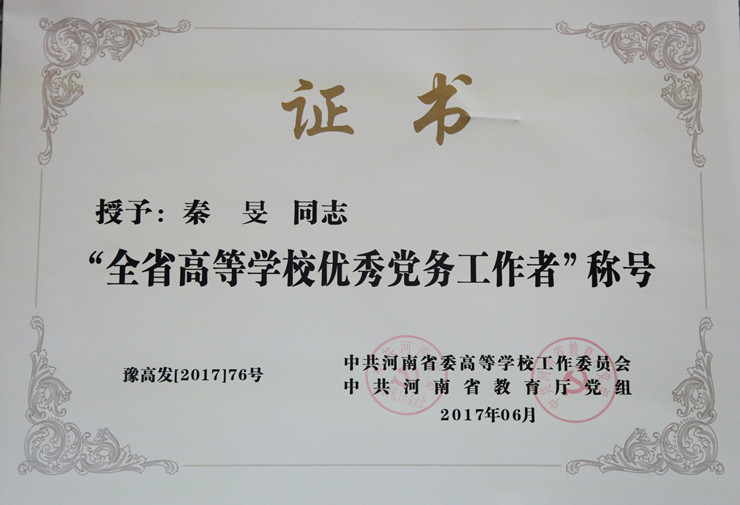 证 书
授予：秦 旻 同志
“全省高等学校优秀党务工作者”称号
豫高发[2017]76号
中共河南省委高等学校工作委员会
中共河南省教育厅党组
2017年06月